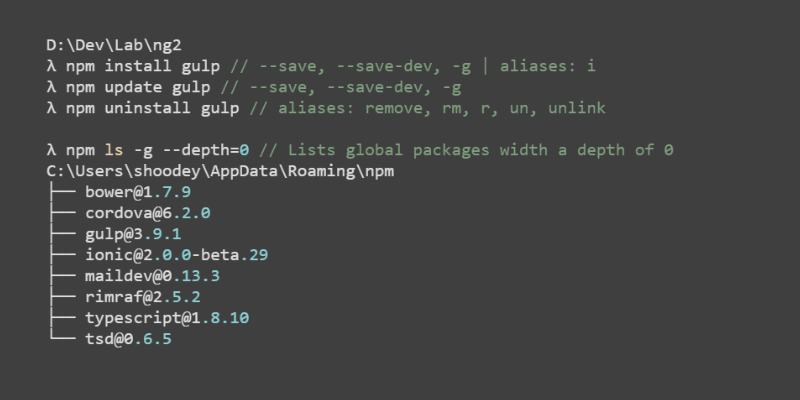 D:\Dev\Lab\ng2
λ npm install gulp // --save, --save-dev, -g | aliases: i
λ npm update gulp // --save, --save-dev, -g
λ npm uninstall gulp // aliases: remove, rm, r, un, unlink
λ npm ls -g --depth=0 // Lists global packages width a depth of 0
C:\Users\shoodey\AppData\Roaming\npm
├── bower@1.7.9
├── cordova@6.2.0
├── gulp@3.9.1
├── ionic@2.0.0-beta.29
├── maildev@0.13.3
├── rimraf@2.5.2
├── typescript@1.8.10
└── tsd@0.6.5